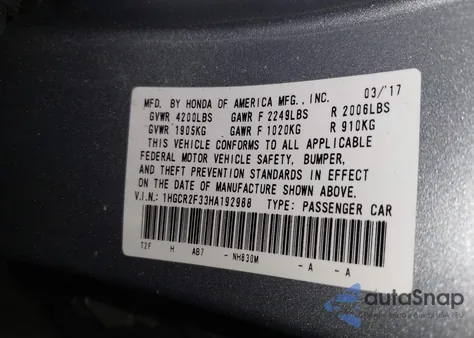 03/'17
MFD. BY HONDA OF AMERICA MFG., INC.
GVWR 4200LBS GAWR F 2249LBS R 2006LBS
GVWR 1905KG GAWR F 1020KG R 910KG
THIS VEHICLE CONFORMS TO ALL APPLICABLE
FEDERAL MOTOR VEHICLE SAFETY, BUMPER,
AND THEFT PREVENTION STANDARDS IN EFFECT
ON THE DATE OF MANUFACTURE SHOWN ABOVE.
V.I.N.: 1HGCR2F33HA192988 TYPE: PASSENGER CAR
T2F H AB7 -NH830M -A -A
autoSnap